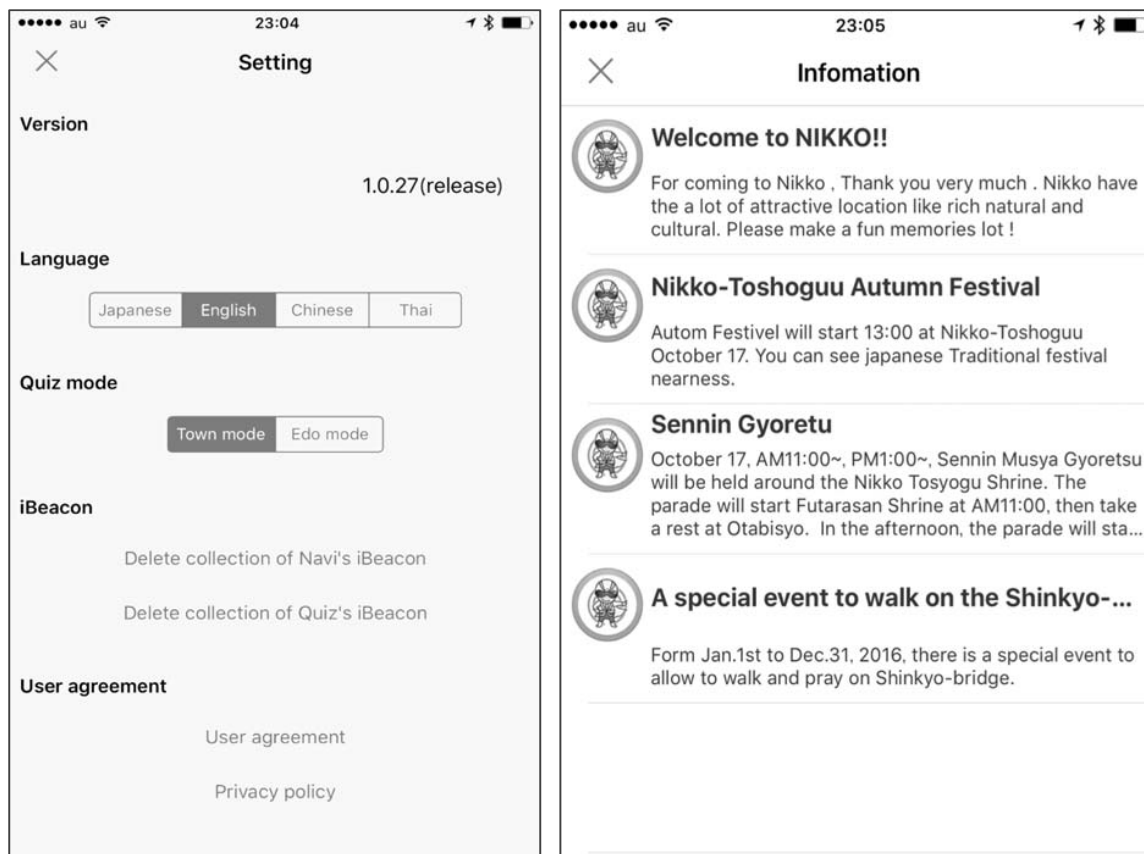 au 23:04
Setting
Version
1.0.27(release)
Language
Japanese English Chinese Thai
Quiz mode
Town mode Edo mode
iBeacon
Delete collection of Navi's iBeacon
Delete collection of Quiz's iBeacon
User agreement
User agreement
Privacy policy
au 23:05
Infomation
Welcome to NIKKO!!
For coming to Nikko , Thank you very much . Nikko have
the a lot of attractive location like rich natural and
cultural. Please make a fun memories lot !
Nikko-Toshoguu Autumn Festival
Autom Festivel will start 13:00 at Nikko-Toshoguu
October 17. You can see japanese Traditional festival
nearness.
Sennin Gyoretu
October 17, AM11:00~, PM1:00~, Sennin Musya Gyoretsu
will be held around the Nikko Tosyogu Shrine. The
parade will start Futarasan Shrine at AM11:00, then take
a rest at Otabisyo.  In the afternoon, the parade will sta...
A special event to walk on the Shinkyo-...
Form Jan.1st to Dec.31, 2016, there is a special event to
allow to walk and pray on Shinkyo-bridge.